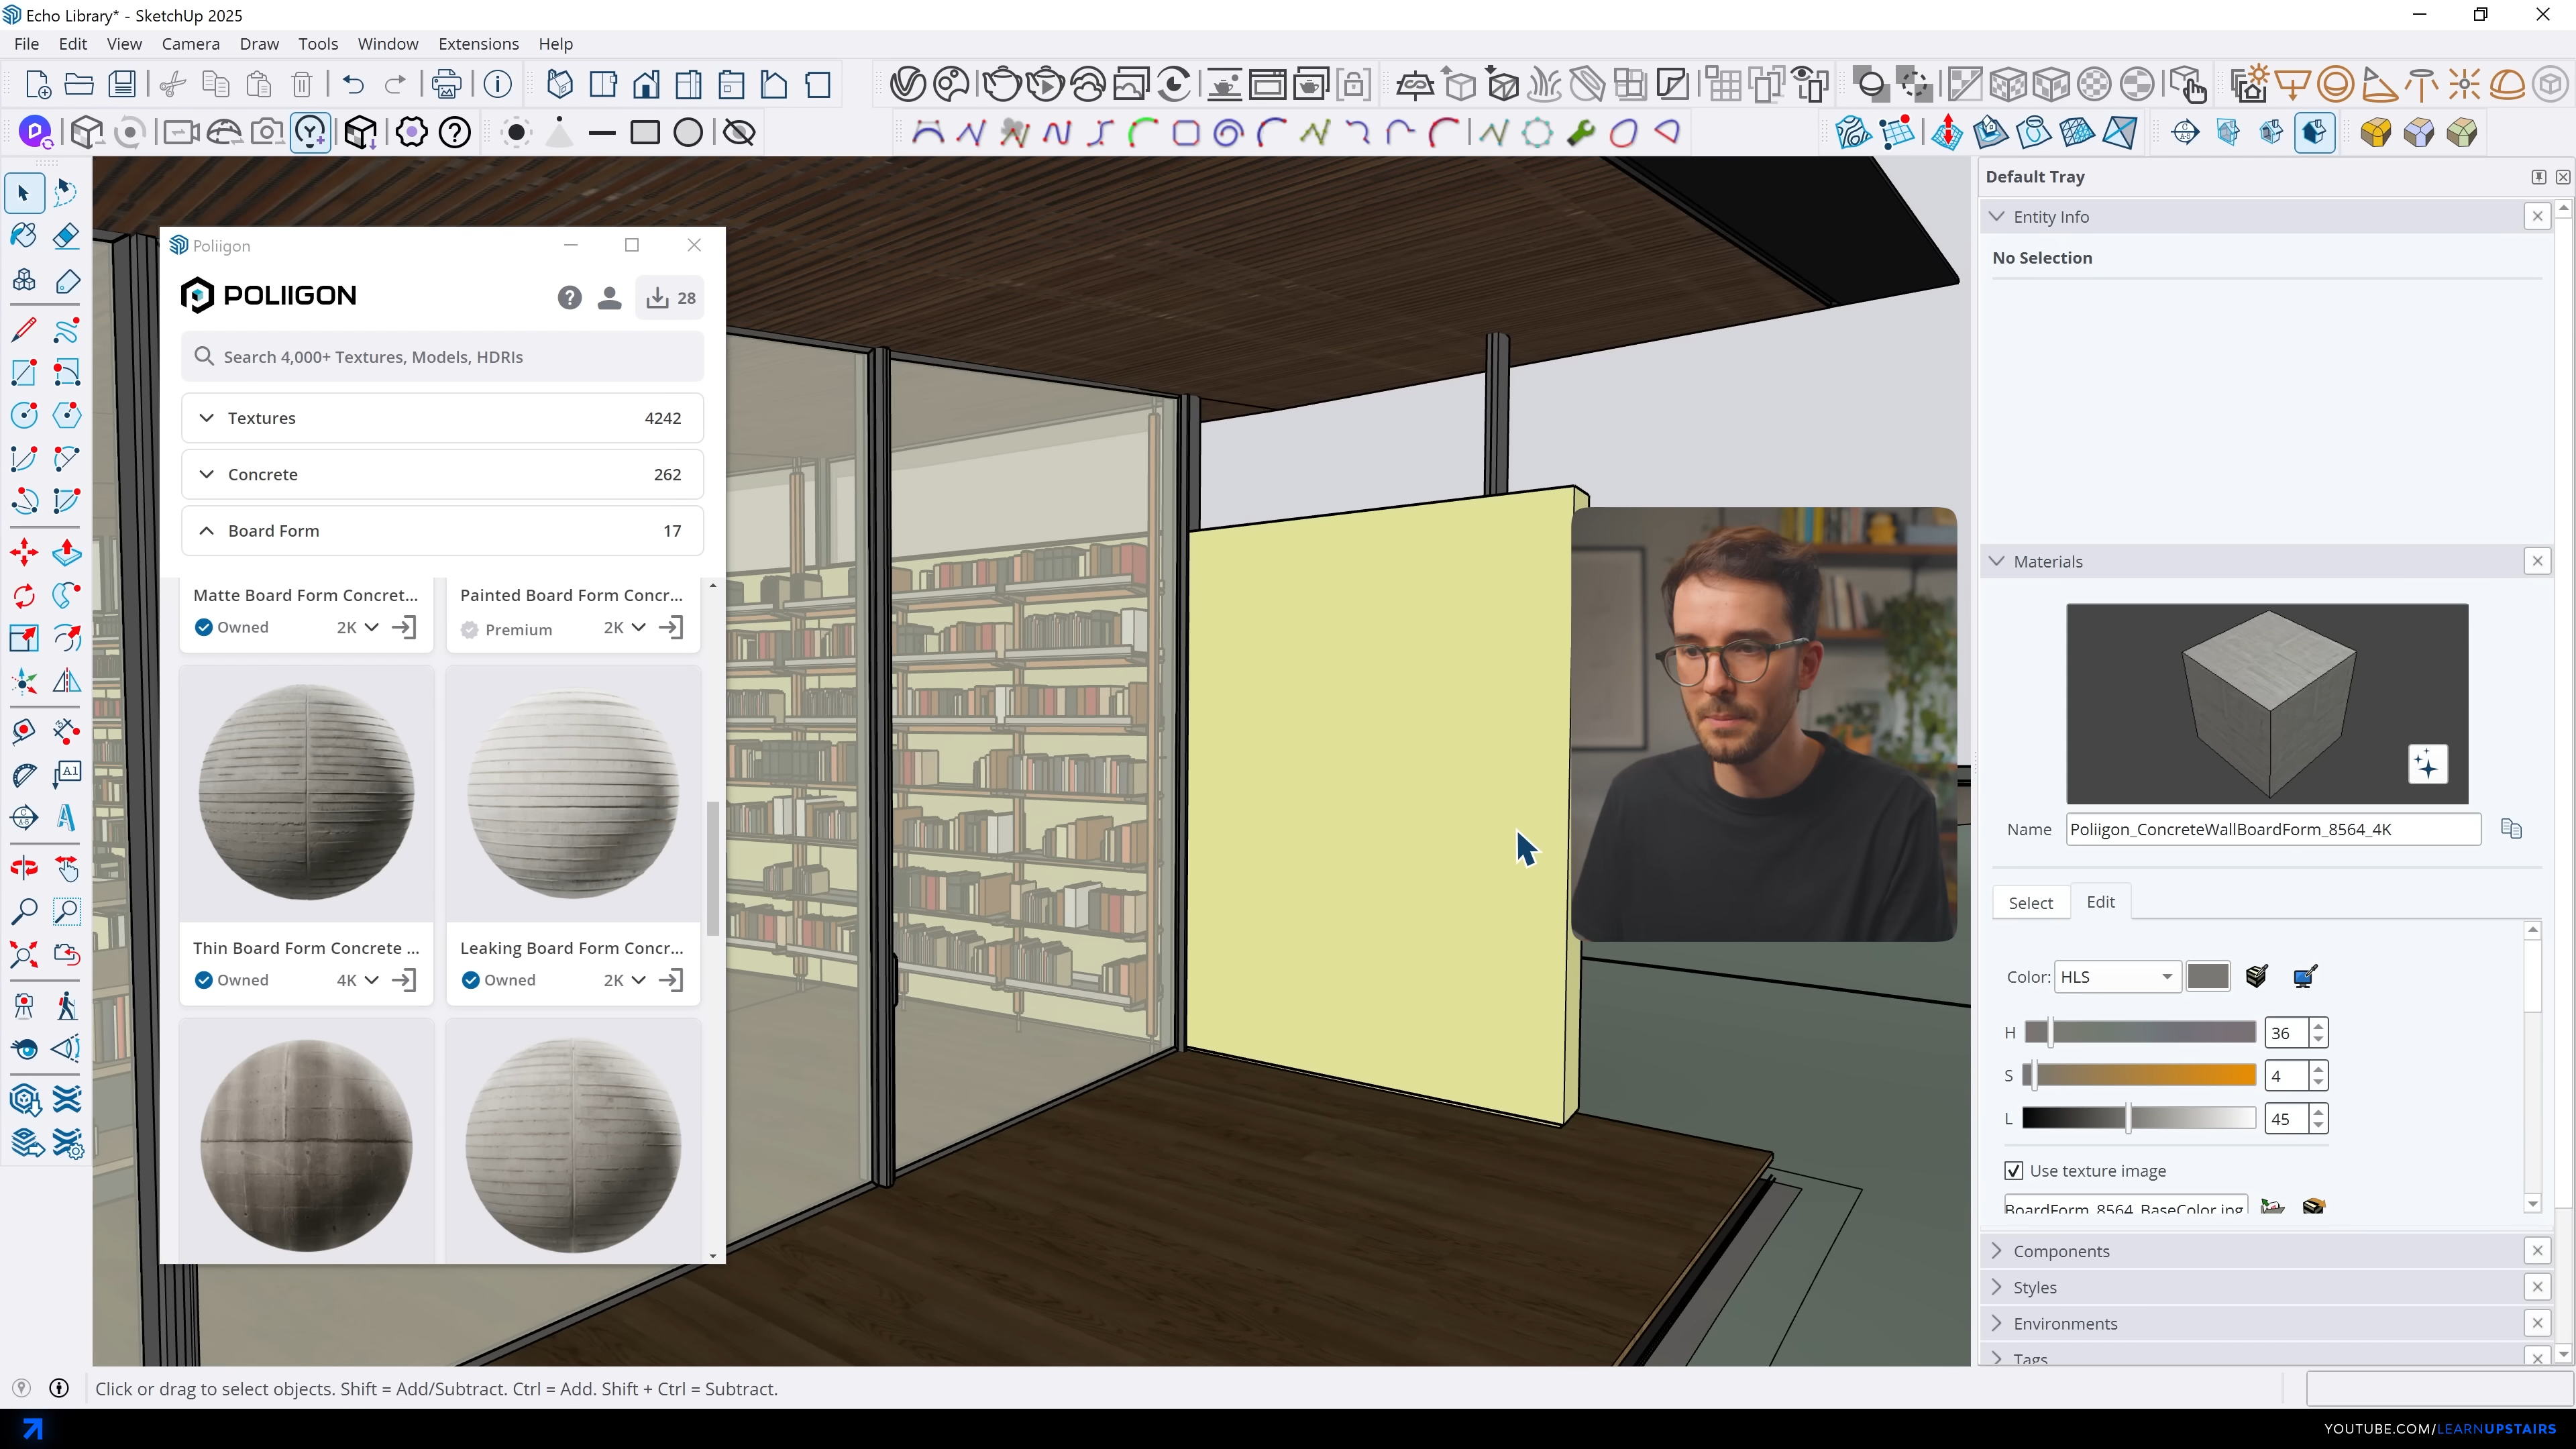 Echo Library* - SketchUp 2025
File Edit View Camera Draw Tools Window Extensions Help
Default Tray
Entity Info
No Selection
Poliigon
POLIIGON
28
Search 4,000+ Textures, Models, HDRIs
Textures 4242
Concrete 262
Board Form 17
Matte Board Form Concret...
Owned 2K
Painted Board Form Concr...
Premium 2K
Thin Board Form Concrete ...
Owned 4K
Leaking Board Form Concr...
Owned 2K
A1
Materials
Name Poliigon_ConcreteWallBoardForm_8564_4K
Select Edit
Color: HLS
H 36
S 4
L 45
Use texture image
BoardForm_8564_BaseColor.jpg
Components
Styles
Environments
Tags
Click or drag to select objects. Shift = Add/Subtract. Ctrl = Add. Shift + Ctrl = Subtract.
YOUTUBE.COM/LEARNUPSTAIRS